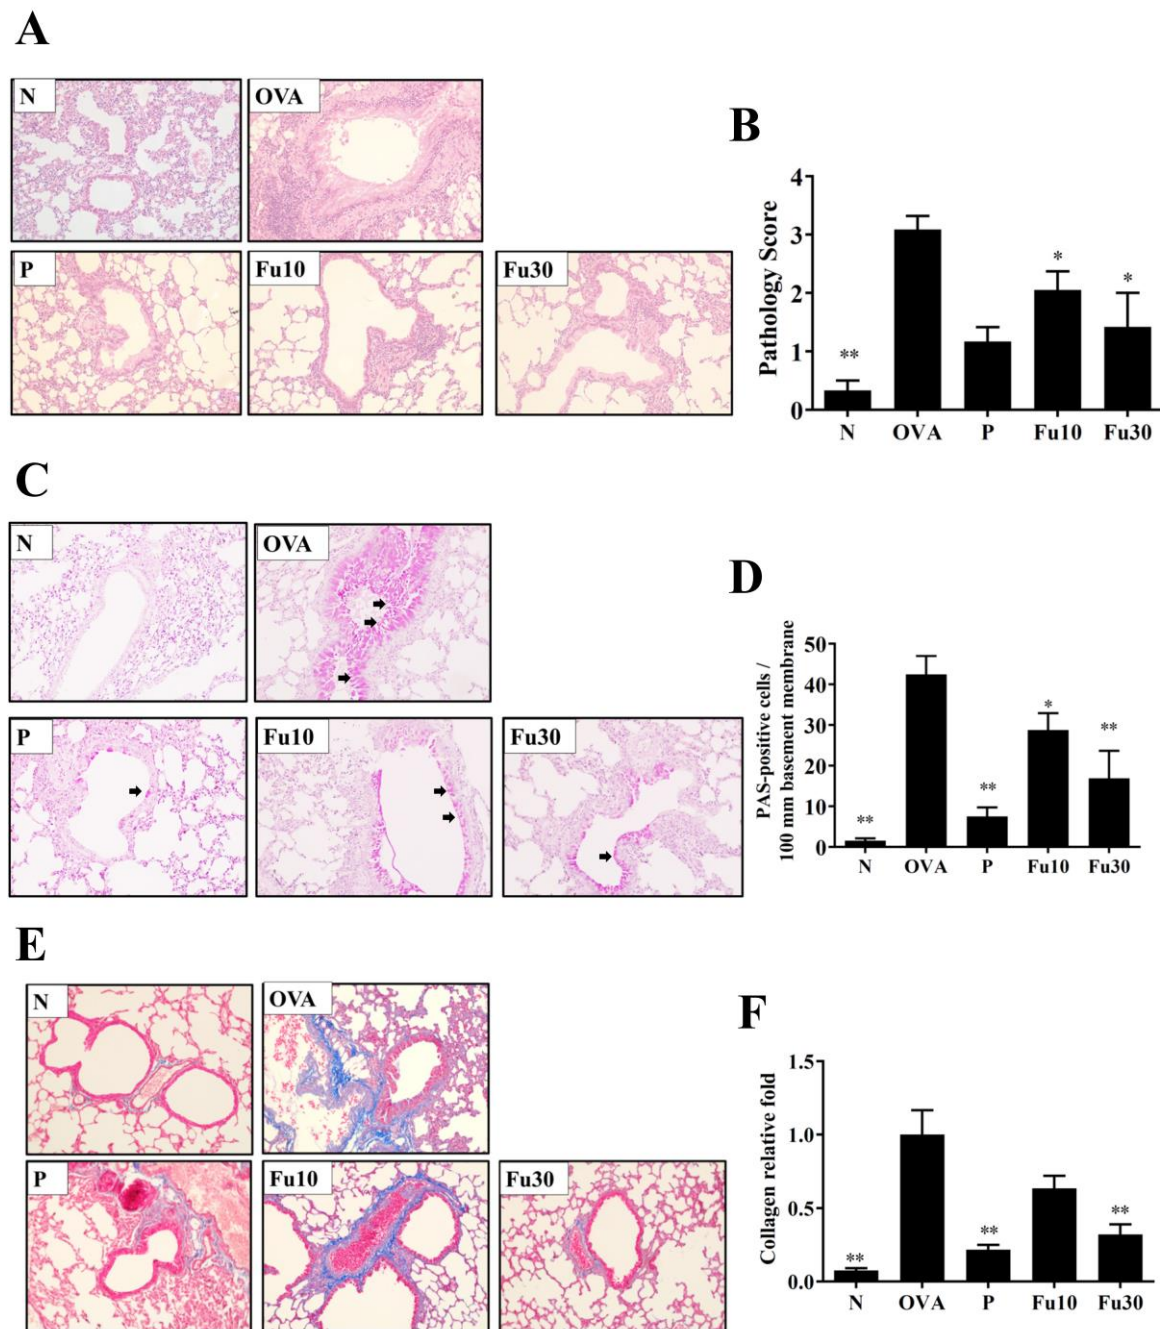 A
N
OVA
P
Fu10
Fu30
B
Pathology Score
4
3
2
1
0
**
*
*
N
OVA
P
Fu10
Fu30
C
N
OVA
P
Fu10
Fu30
D
PAS-positive cells /
100 mm basement membrane
50
40
30
20
10
0
**
**
*
**
N
OVA
P
Fu10
Fu30
E
N
OVA
P
Fu10
Fu30
F
Collagen relative fold
1.5
1.0
0.5
0.0
**
**
**
N
OVA
P
Fu10
Fu30